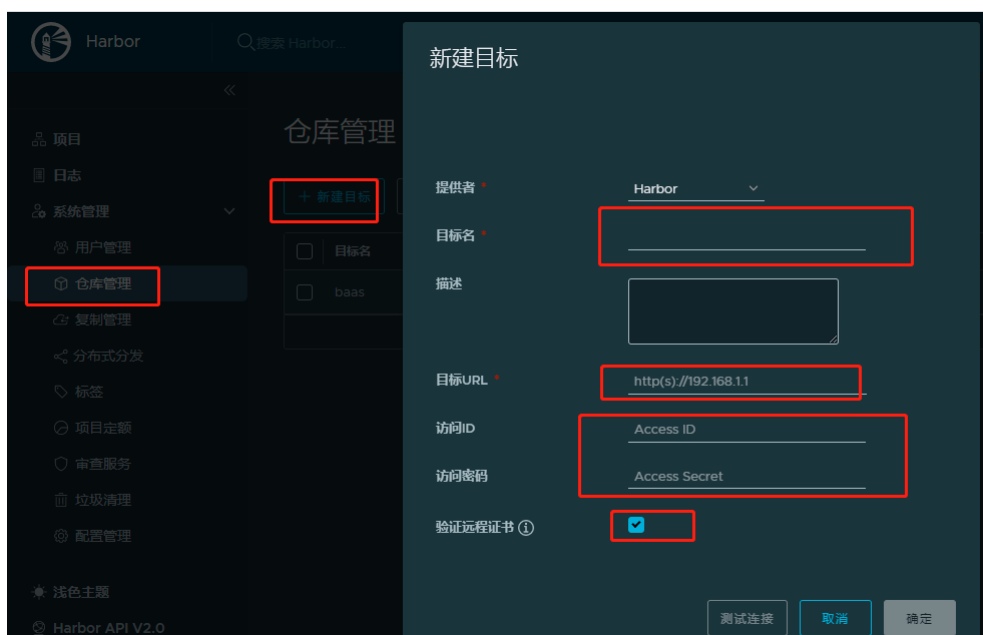 Harbor
搜索 Harbor...
新建目标
«
仓库管理
项目
日志
系统管理
用户管理
仓库管理
复制管理
分布式分发
标签
项目定额
审查服务
垃圾清理
配置管理
浅色主题
Harbor API V2.0
+ 新建目标
目标名
baas
提供者 * Harbor
目标名 *
描述
目标URL * http(s)://192.168.1.1
访问ID Access ID
访问密码 Access Secret
验证远程证书
测试连接 取消 确定